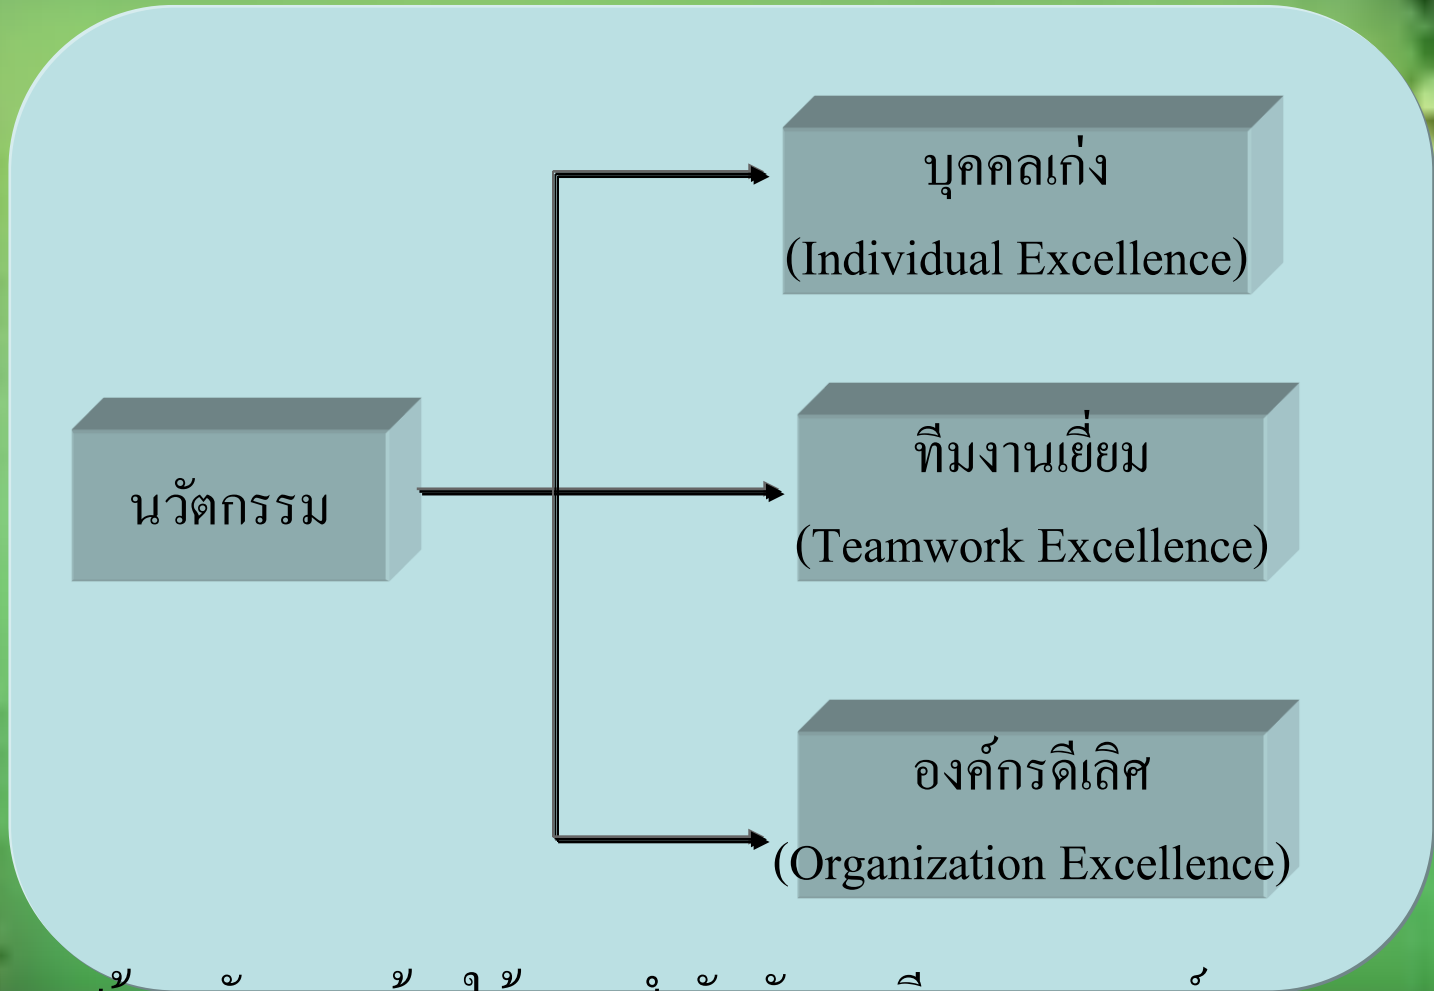 บุคคลเก่ง
(Individual Excellence)
นวัตกรรม
ทีมงานเยี่ยม
(Teamwork Excellence)
องค์กรดีเลิศ
(Organization Excellence)